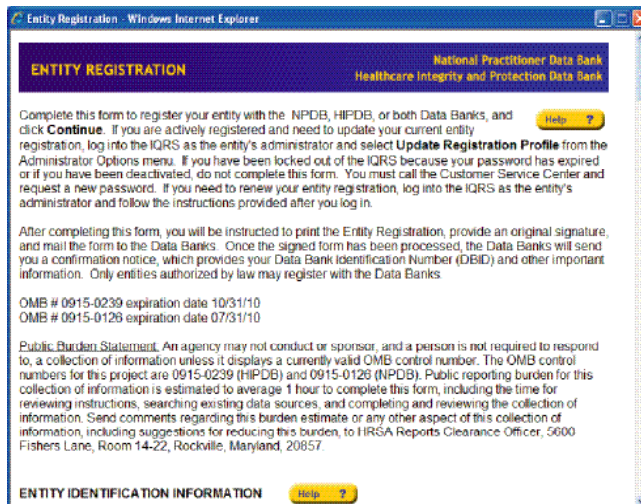 Entity Registration - Windows Internet Explorer
ENTITY REGISTRATION
National Practitioner Data Bank
Healthcare Integrity and Protection Data Bank
Complete this form to register your entity with the NPDB, HIPDB, or both Data Banks, and
Help ?
click Continue. If you are actively registered and need to update your current entity
registration, log into the IQRS as the entity's administrator and select Update Registration Profile from the
Administrator Options menu. If you have been locked out of the IQRS because your password has expired
or if you have been deactivated, do not complete this form. You must call the Customer Service Center and
request a new password. If you need to renew your entity registration, log into the IQRS as the entity's
administrator and follow the instructions provided after you log in.
After completing this form, you will be instructed to print the Entity Registration, provide an original signature,
and mail the form to the Data Banks. Once the signed form has been processed, the Data Banks will send
you a confirmation notice, which provides your Data Bank Identification Number (DBID) and other important
information. Only entities authorized by law may register with the Data Banks.
OMB # 0915-0239 expiration date 10/31/10
OMB # 0915-0126 expiration date 07/31/10
Public Burden Statement: An agency may not conduct or sponsor, and a person is not required to respond
to, a collection of information unless it displays a currently valid OMB control number. The OMB control
numbers for this project are 0915-0239 (HIPDB) and 0915-0126 (NPDB). Public reporting burden for this
collection of information is estimated to average 1 hour to complete this form, including the time for
reviewing instructions, searching existing data sources, and completing and reviewing the collection of
information. Send comments regarding this burden estimate or any other aspect of this collection of
information, including suggestions for reducing this burden, to HRSA Reports Clearance Officer, 5600
Fishers Lane, Room 14-22, Rockville, Maryland, 20857.
ENTITY IDENTIFICATION INFORMATION
Help ?